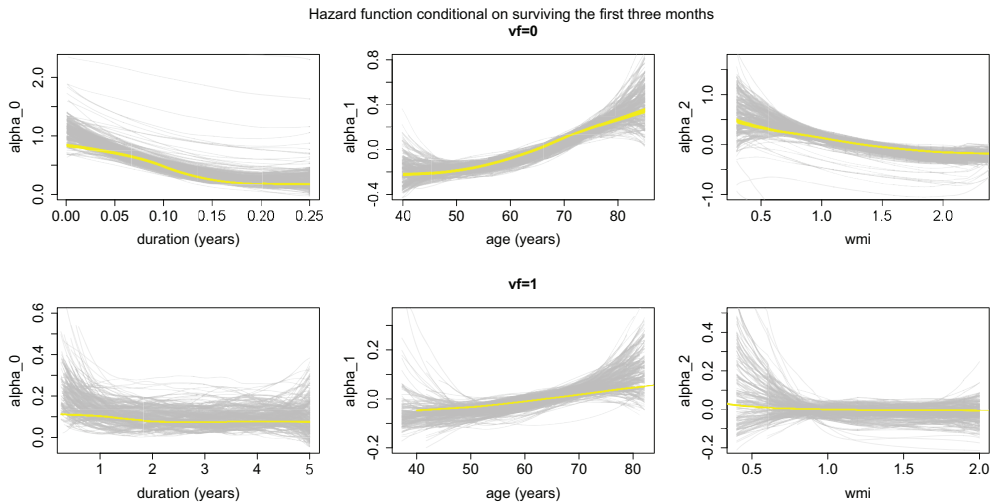 Hazard function conditional on surviving the first three months
vf=0
alpha_0
2.0
1.0
0.0
0.00 0.05 0.10 0.15 0.20 0.25
duration (years)
alpha_1
0.8
0.4
0.0
-0.4
40 50 60 70 80
age (years)
alpha_2
1.0
0.0
-1.0
0.5 1.0 1.5 2.0
wmi
vf=1
alpha_0
0.6
0.4
0.2
0.0
1 2 3 4 5
duration (years)
alpha_1
0.2
0.0
-0.2
40 50 60 70 80
age (years)
alpha_2
0.4
0.2
0.0
-0.2
0.5 1.0 1.5 2.0
wmi